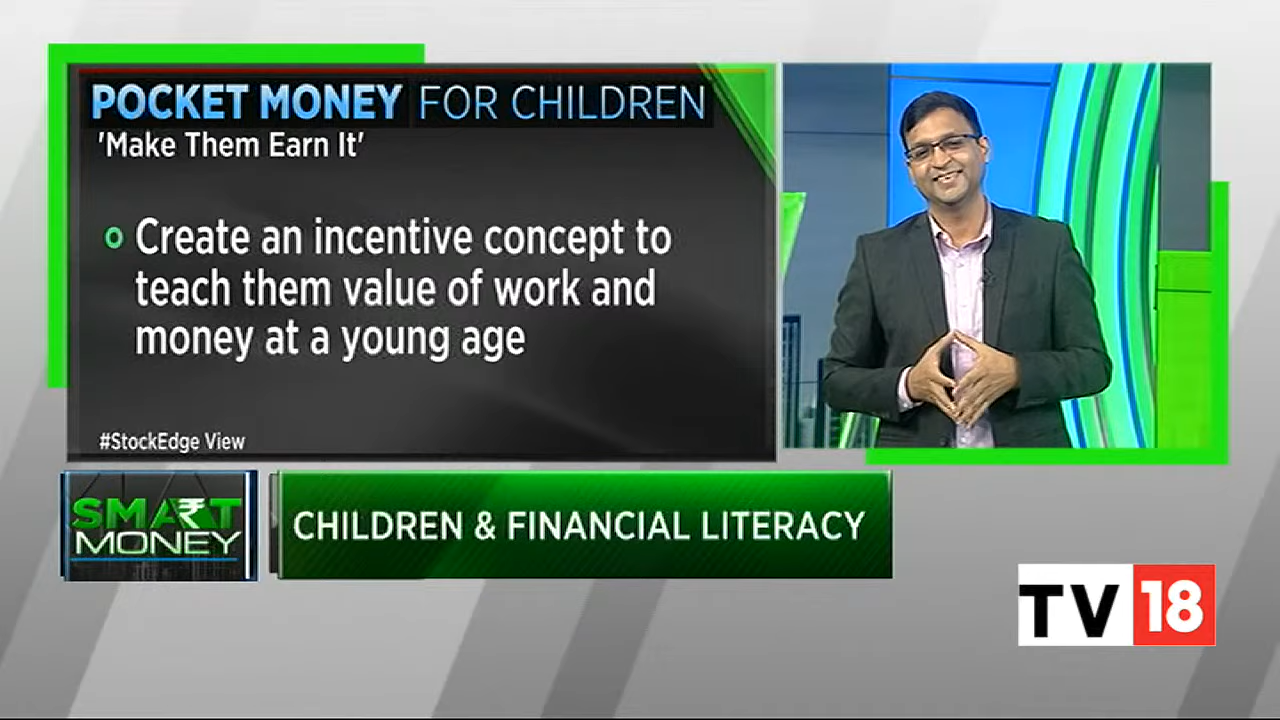 POCKET MONEY FOR CHILDREN
'Make Them Earn It'
Create an incentive concept to
teach them value of work and
money at a young age
#StockEdge View
SMA₹T
MONEY
CHILDREN & FINANCIAL LITERACY
TV18